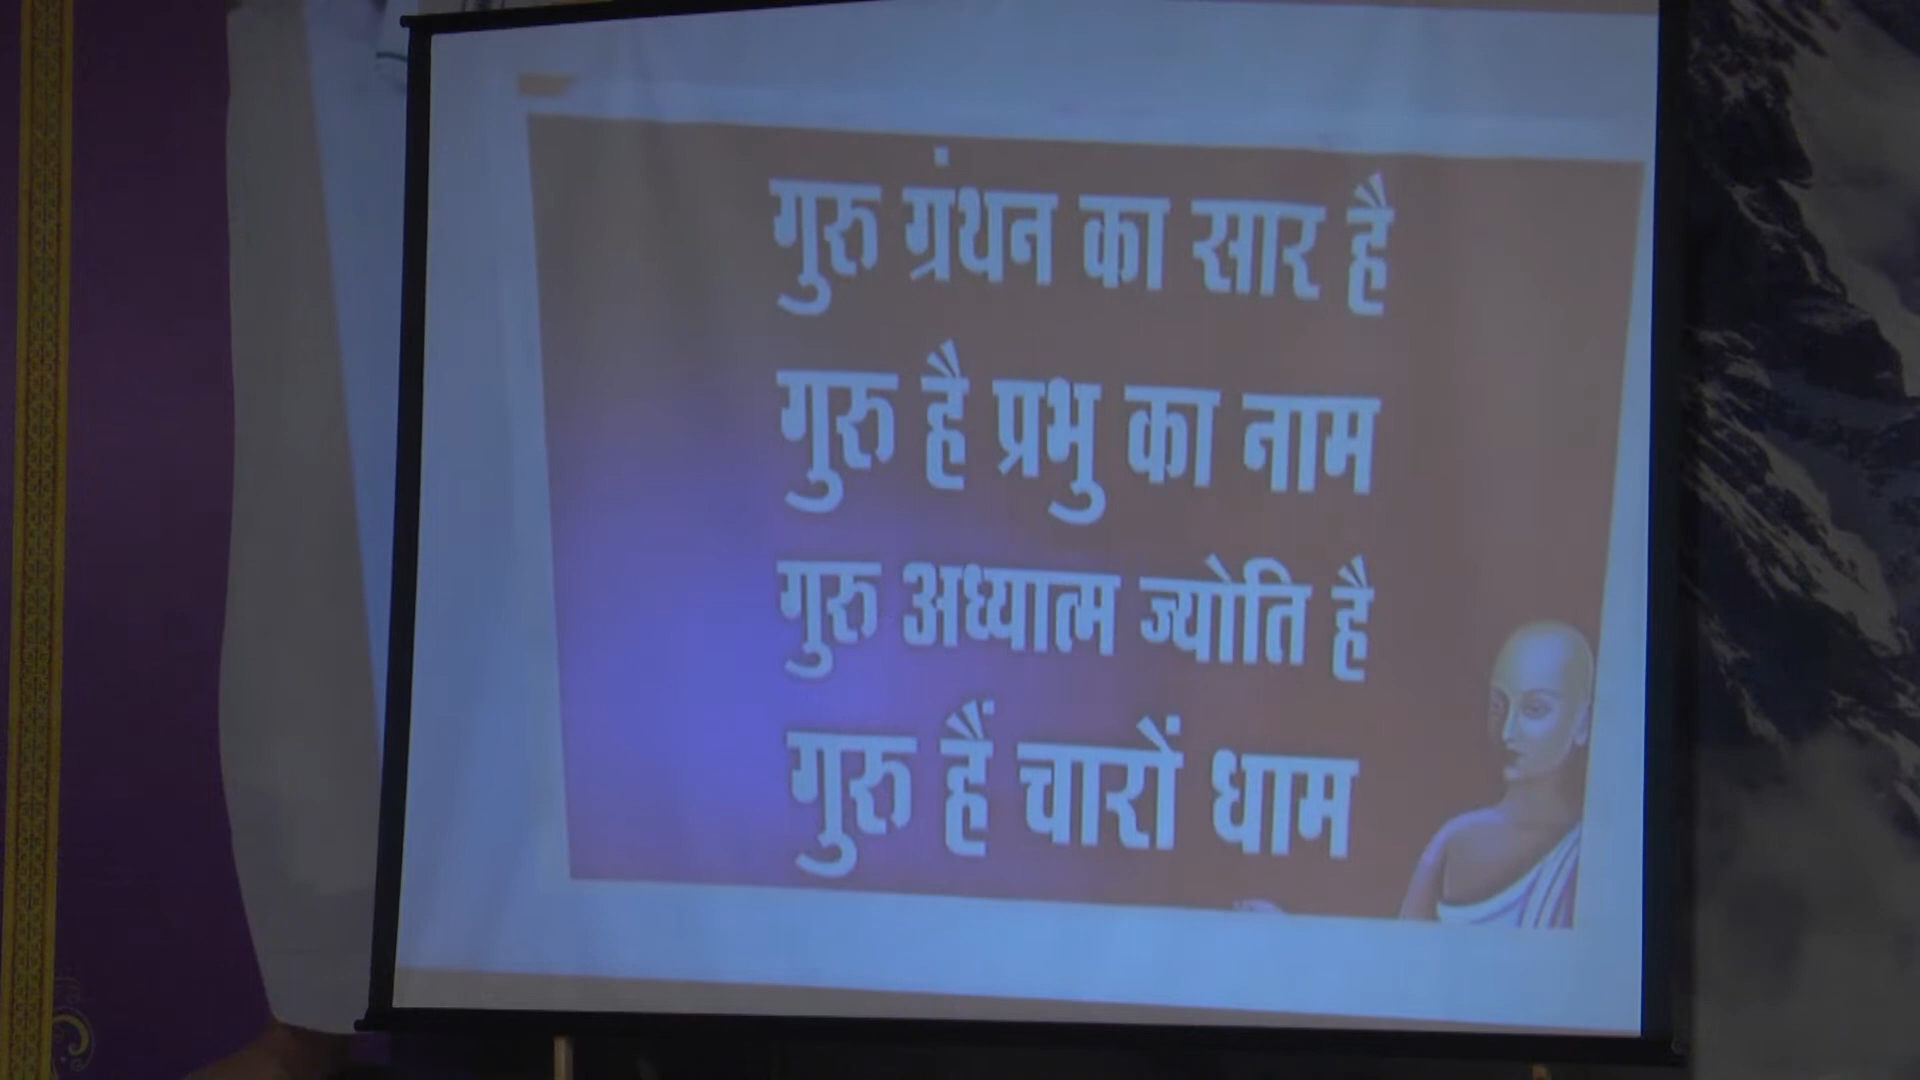 गुरु ग्रंथन का सार है
गुरु है प्रभु का नाम
गुरु अध्यात्म ज्योति है
गुरु हैं चारों धाम